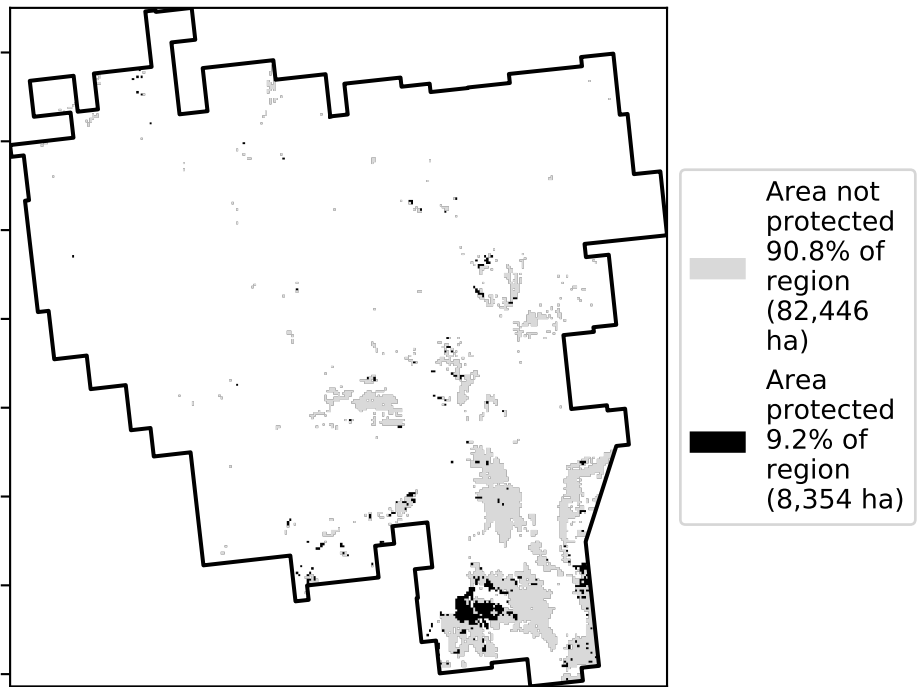 Area not
protected
90.8% of
region
(82,446
ha)
Area
protected
9.2% of
region
(8,354 ha)